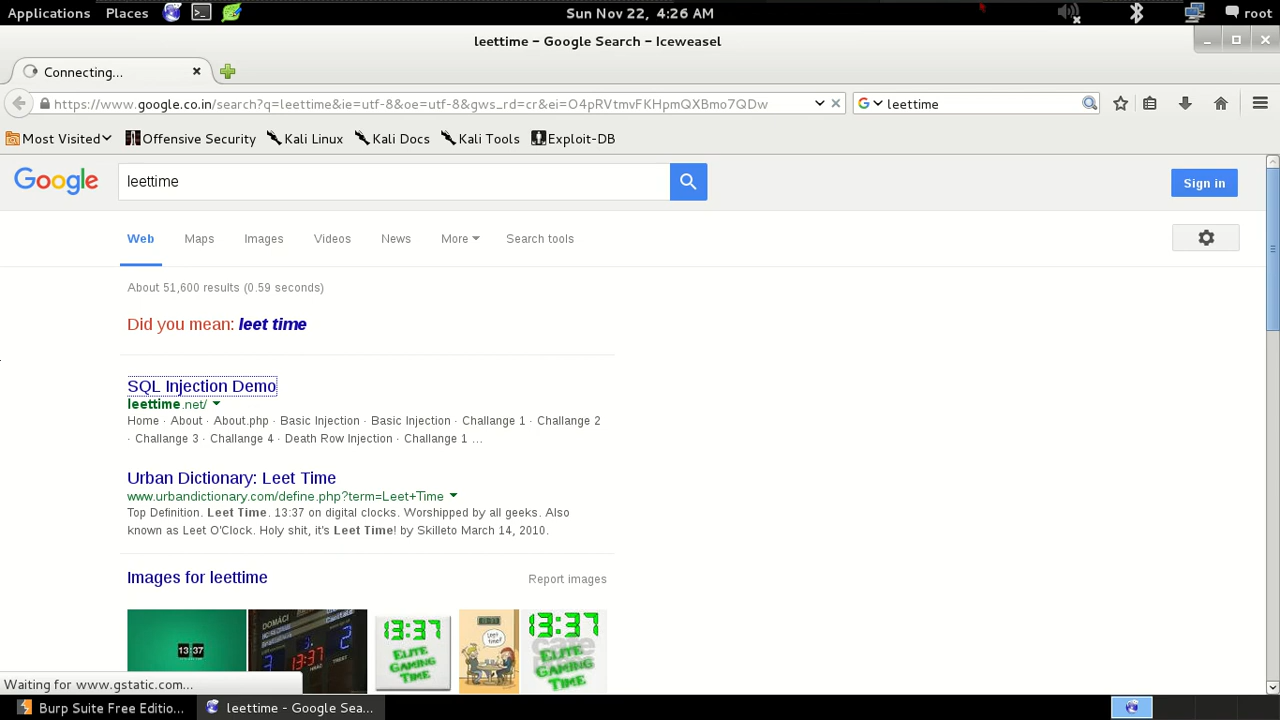 Applications Places Sun Nov 22, 4:26 AM root
leettime – Google Search – Iceweasel
Connecting...
https://www.google.co.in/search?q=leettime&ie=utf-8&oe=utf-8&gws_rd=cr&ei=O4pRVtmvFKHpmQXBmo7QDw leettime
Most Visited Offensive Security Kali Linux Kali Docs Kali Tools Exploit-DB
Google leettime Sign in
Web Maps Images Videos News More Search tools
About 51,600 results (0.59 seconds)
Did you mean: leet time
SQL Injection Demo
leettime.net/
Home · About · About.php · Basic Injection · Basic Injection · Challange 1 · Challange 2
· Challange 3 · Challange 4 · Death Row Injection · Challange 1 ...
Urban Dictionary: Leet Time
www.urbandictionary.com/define.php?term=Leet+Time
Top Definition. Leet Time. 13:37 on digital clocks. Worshipped by all geeks. Also
known as Leet O'Clock. Holy shit, it's Leet Time! by Skilleto March 14, 2010.
Images for leettime Report images
13:37
DOMÁCI
13:37
2
3
TREST
HRÁČ
13:37
ELITE
GAMING
TIME
13:37
ELITE
GAMING
TIME
Waiting for www.gstatic.com...
Burp Suite Free Editio... leettime - Google Sea...